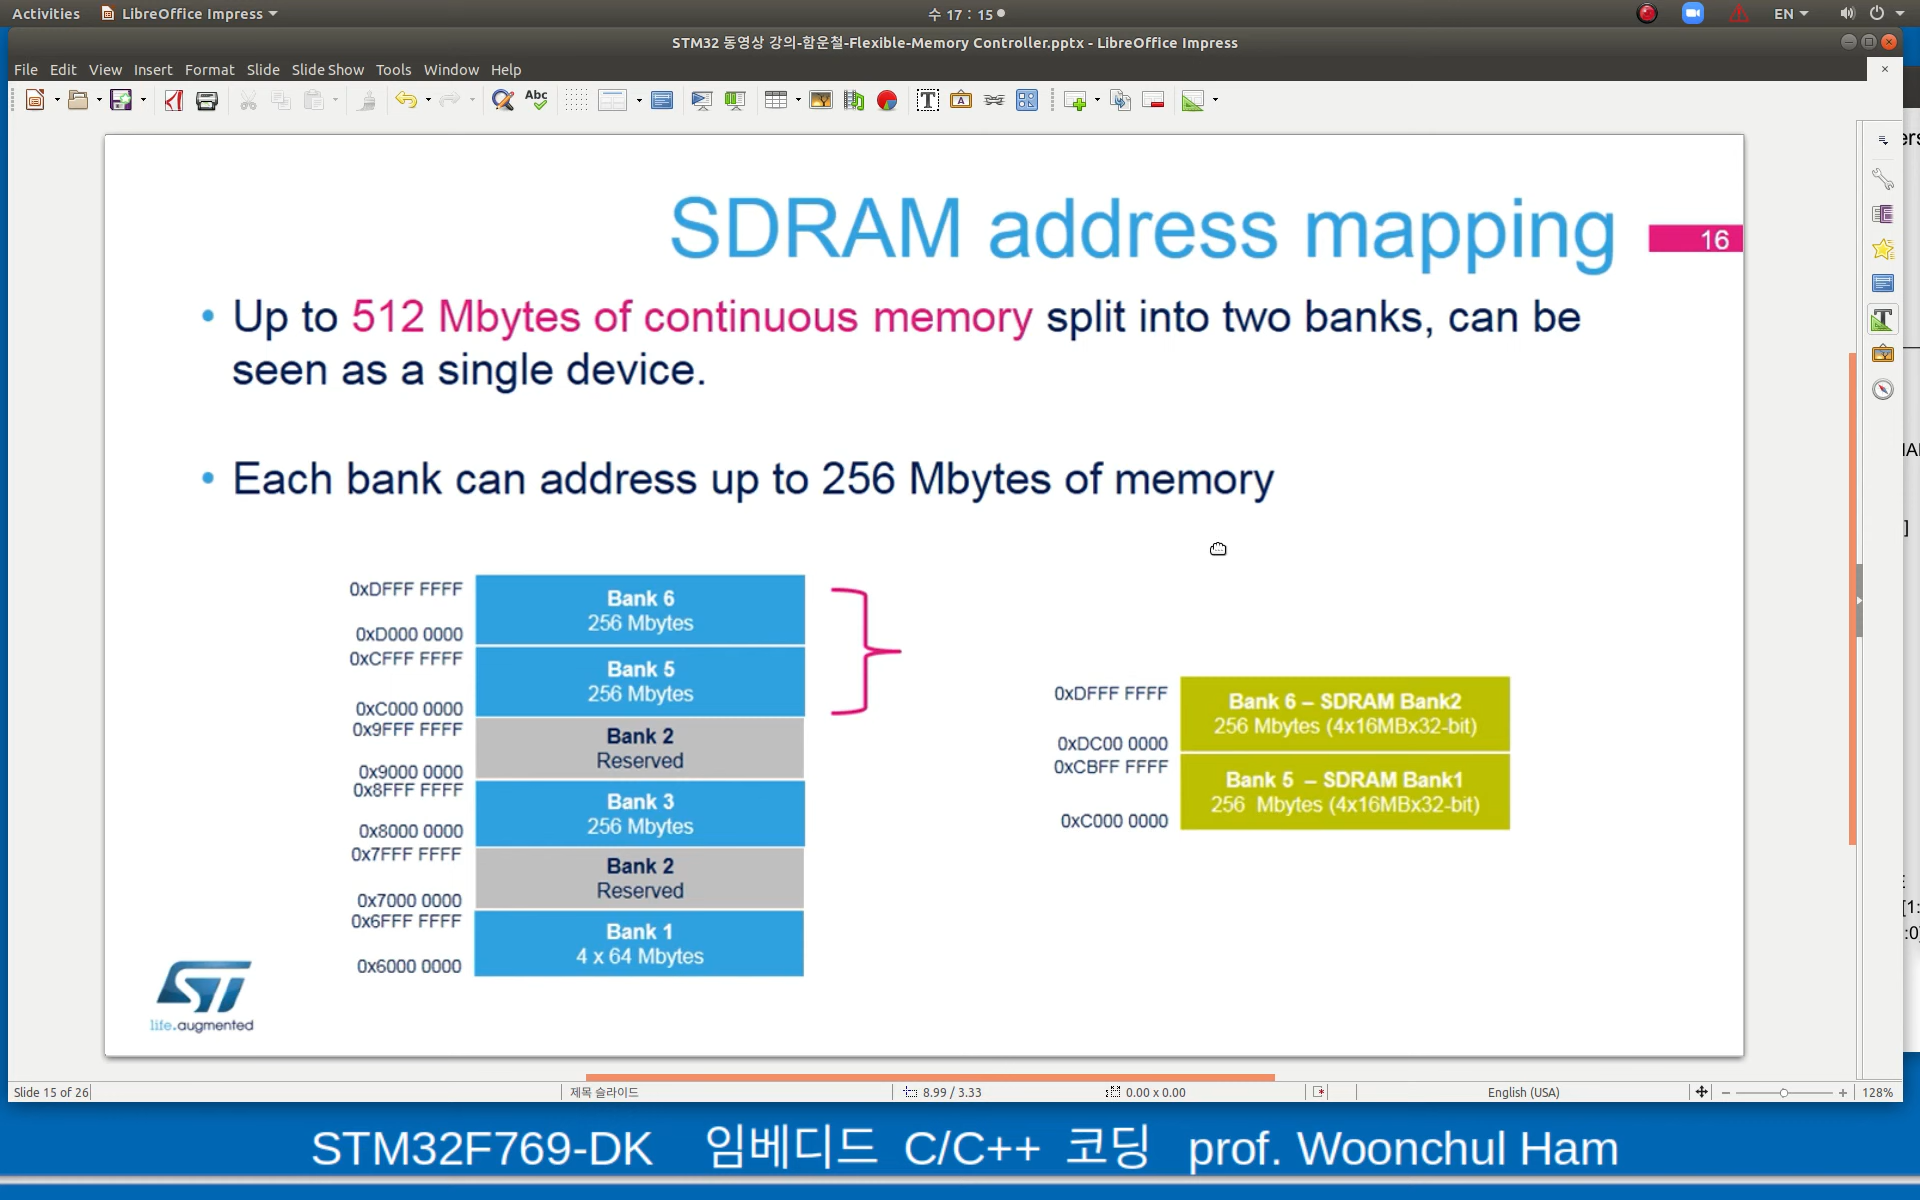 Activities LibreOffice Impress 수 17 : 15 EN
STM32 동영상 강의-함운철-Flexible-Memory Controller.pptx - LibreOffice Impress
File Edit View Insert Format Slide Slide Show Tools Window Help
Abc
SDRAM address mapping
16
• Up to 512 Mbytes of continuous memory split into two banks, can be
seen as a single device.
• Each bank can address up to 256 Mbytes of memory
0xDFFF FFFF
Bank 6
256 Mbytes
0xD000 0000
0xCFFF FFFF
Bank 5
256 Mbytes
0xC000 0000
0x9FFF FFFF
Bank 2
Reserved
0x9000 0000
0x8FFF FFFF
Bank 3
256 Mbytes
0x8000 0000
0x7FFF FFFF
Bank 2
Reserved
0x7000 0000
0x6FFF FFFF
Bank 1
4 x 64 Mbytes
0x6000 0000
0xDFFF FFFF
Bank 6 – SDRAM Bank2
256 Mbytes (4x16MBx32-bit)
0xDC00 0000
0xCBFF FFFF
Bank 5 – SDRAM Bank1
256 Mbytes (4x16MBx32-bit)
0xC000 0000
ST
life.augmented
Slide 15 of 26 제목 슬라이드 8.99 / 3.33 0.00 x 0.00 English (USA) 128%
STM32F769-DK 임베디드 C/C++ 코딩 prof. Woonchul Ham